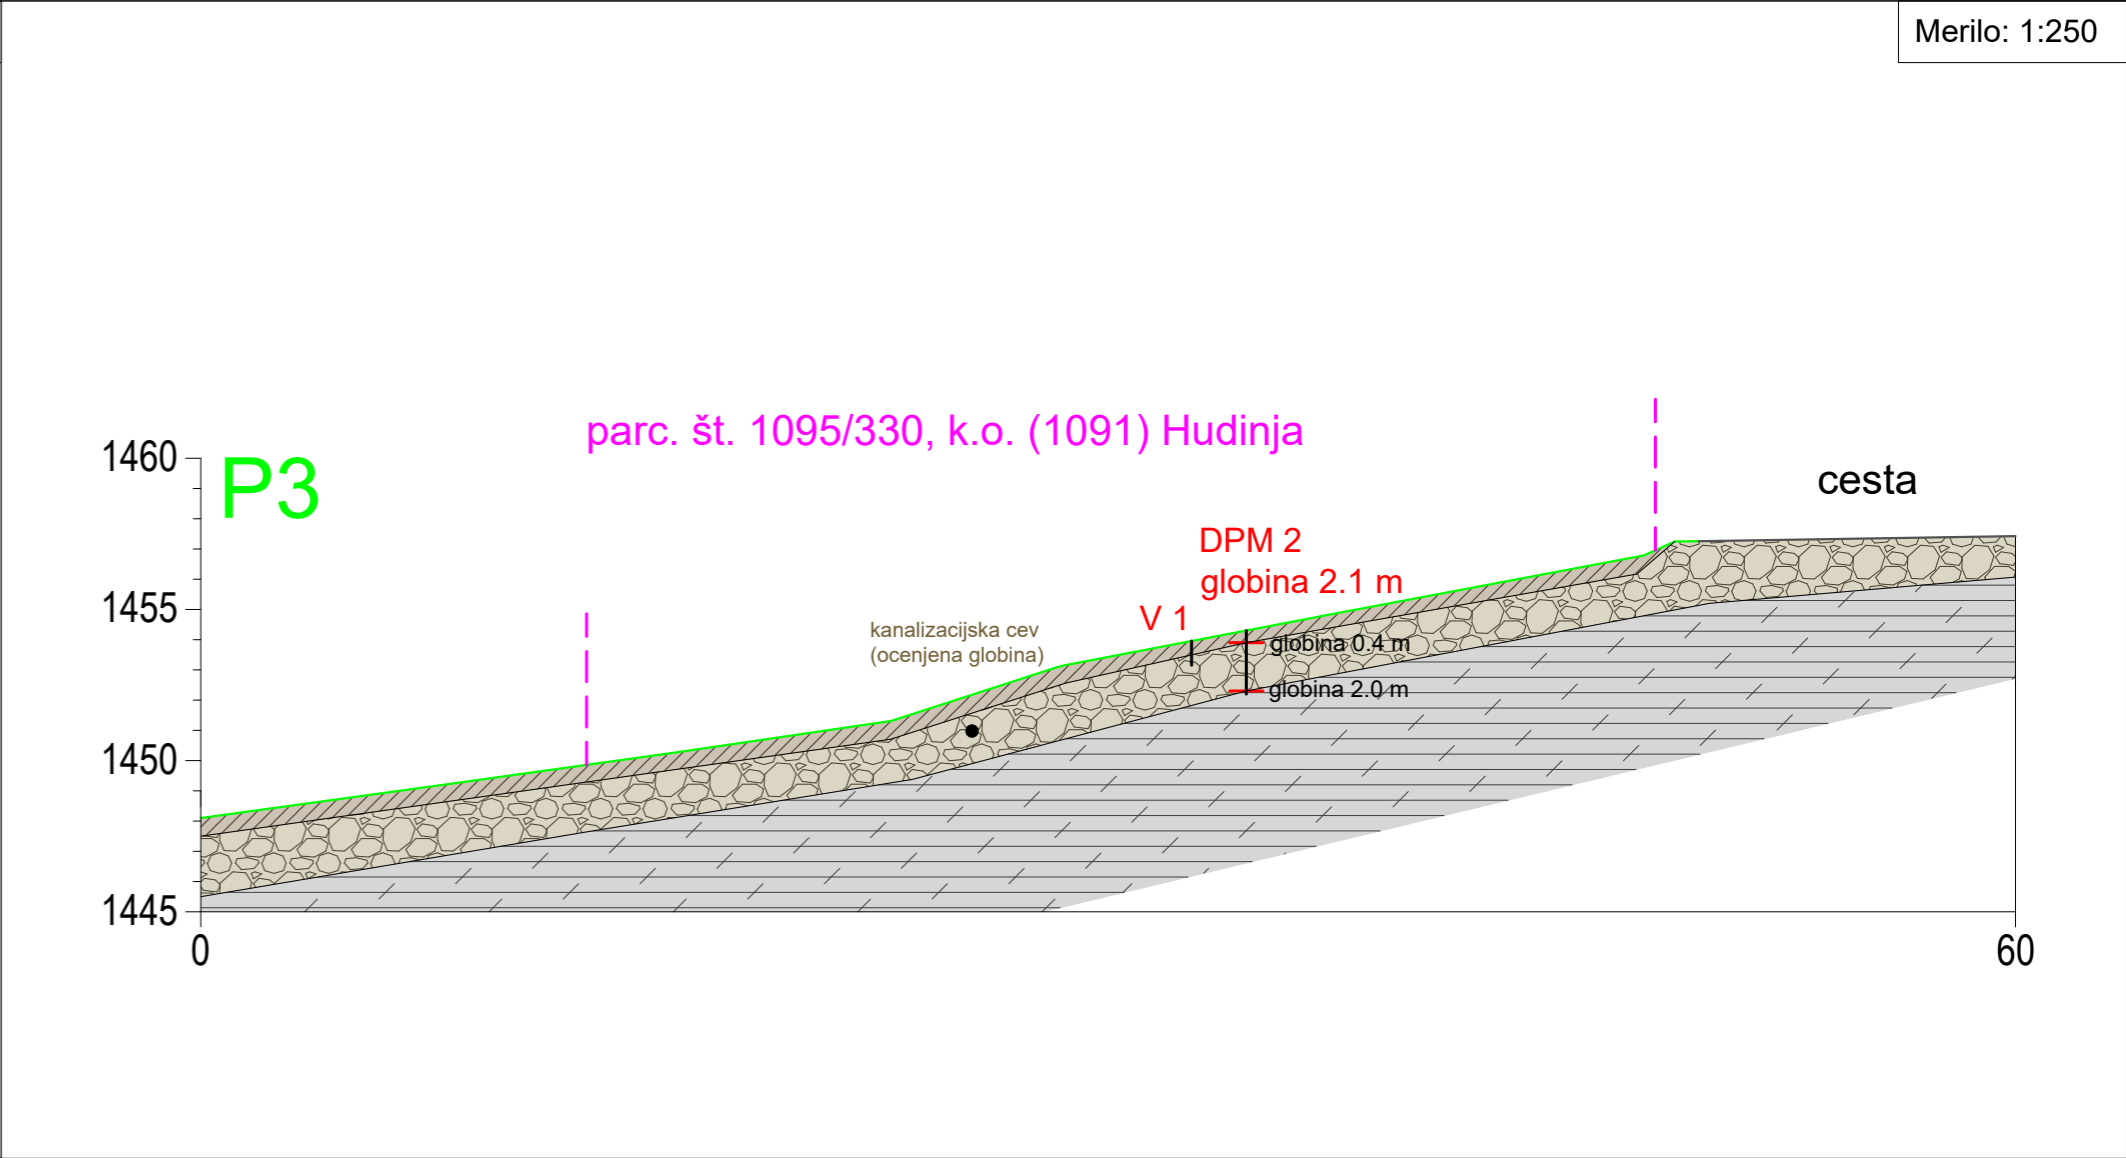 Merilo: 1:250
parc. št. 1095/330, k.o. (1091) Hudinja
1460
P3
cesta
DPM 2
globina 2.1 m
1455
V 1
kanalizacijska cev
(ocenjena globina)
globina 0.4 m
globina 2.0 m
1450
1445
0
60